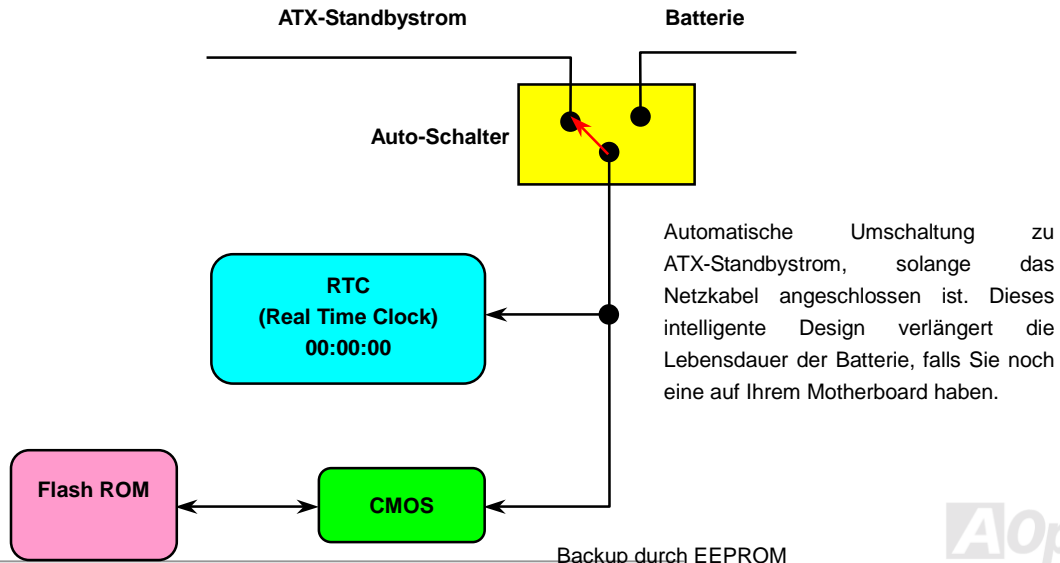 ATX-Standbystrom
Batterie
Auto-Schalter
Automatische Umschaltung zu
ATX-Standbystrom, solange das
Netzkabel angeschlossen ist. Dieses
intelligente Design verlängert die
Lebensdauer der Batterie, falls Sie noch
eine auf Ihrem Motherboard haben.
RTC
(Real Time Clock)
00:00:00
Flash ROM
CMOS
Backup durch EEPROM
AOp